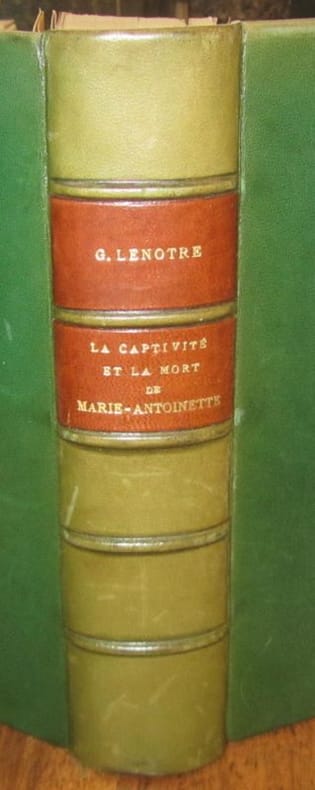 G. LENOTRE
LA CAPTIVITÉ
ET LA MORT
DE
MARIE-ANTOINETTE